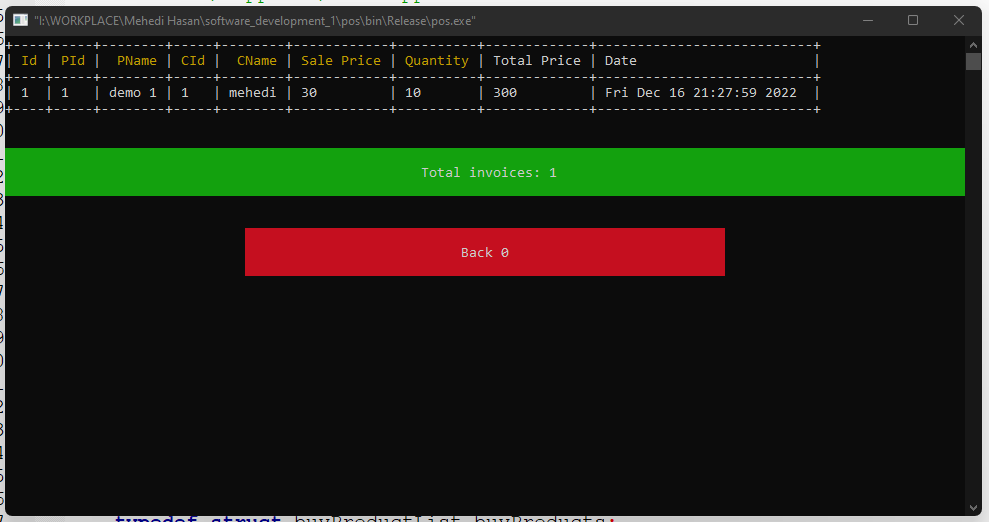 "I:\WORKPLACE\Mehedi Hasan\software_development_1\pos\bin\Release\pos.exe"
Id | PId | PName | CId | CName | Sale Price | Quantity | Total Price | Date
1 | 1 | demo 1 | 1 | mehedi | 30 | 10 | 300 | Fri Dec 16 21:27:59 2022
Total invoices: 1
Back 0
typedef struct buyProductList buyProducts;